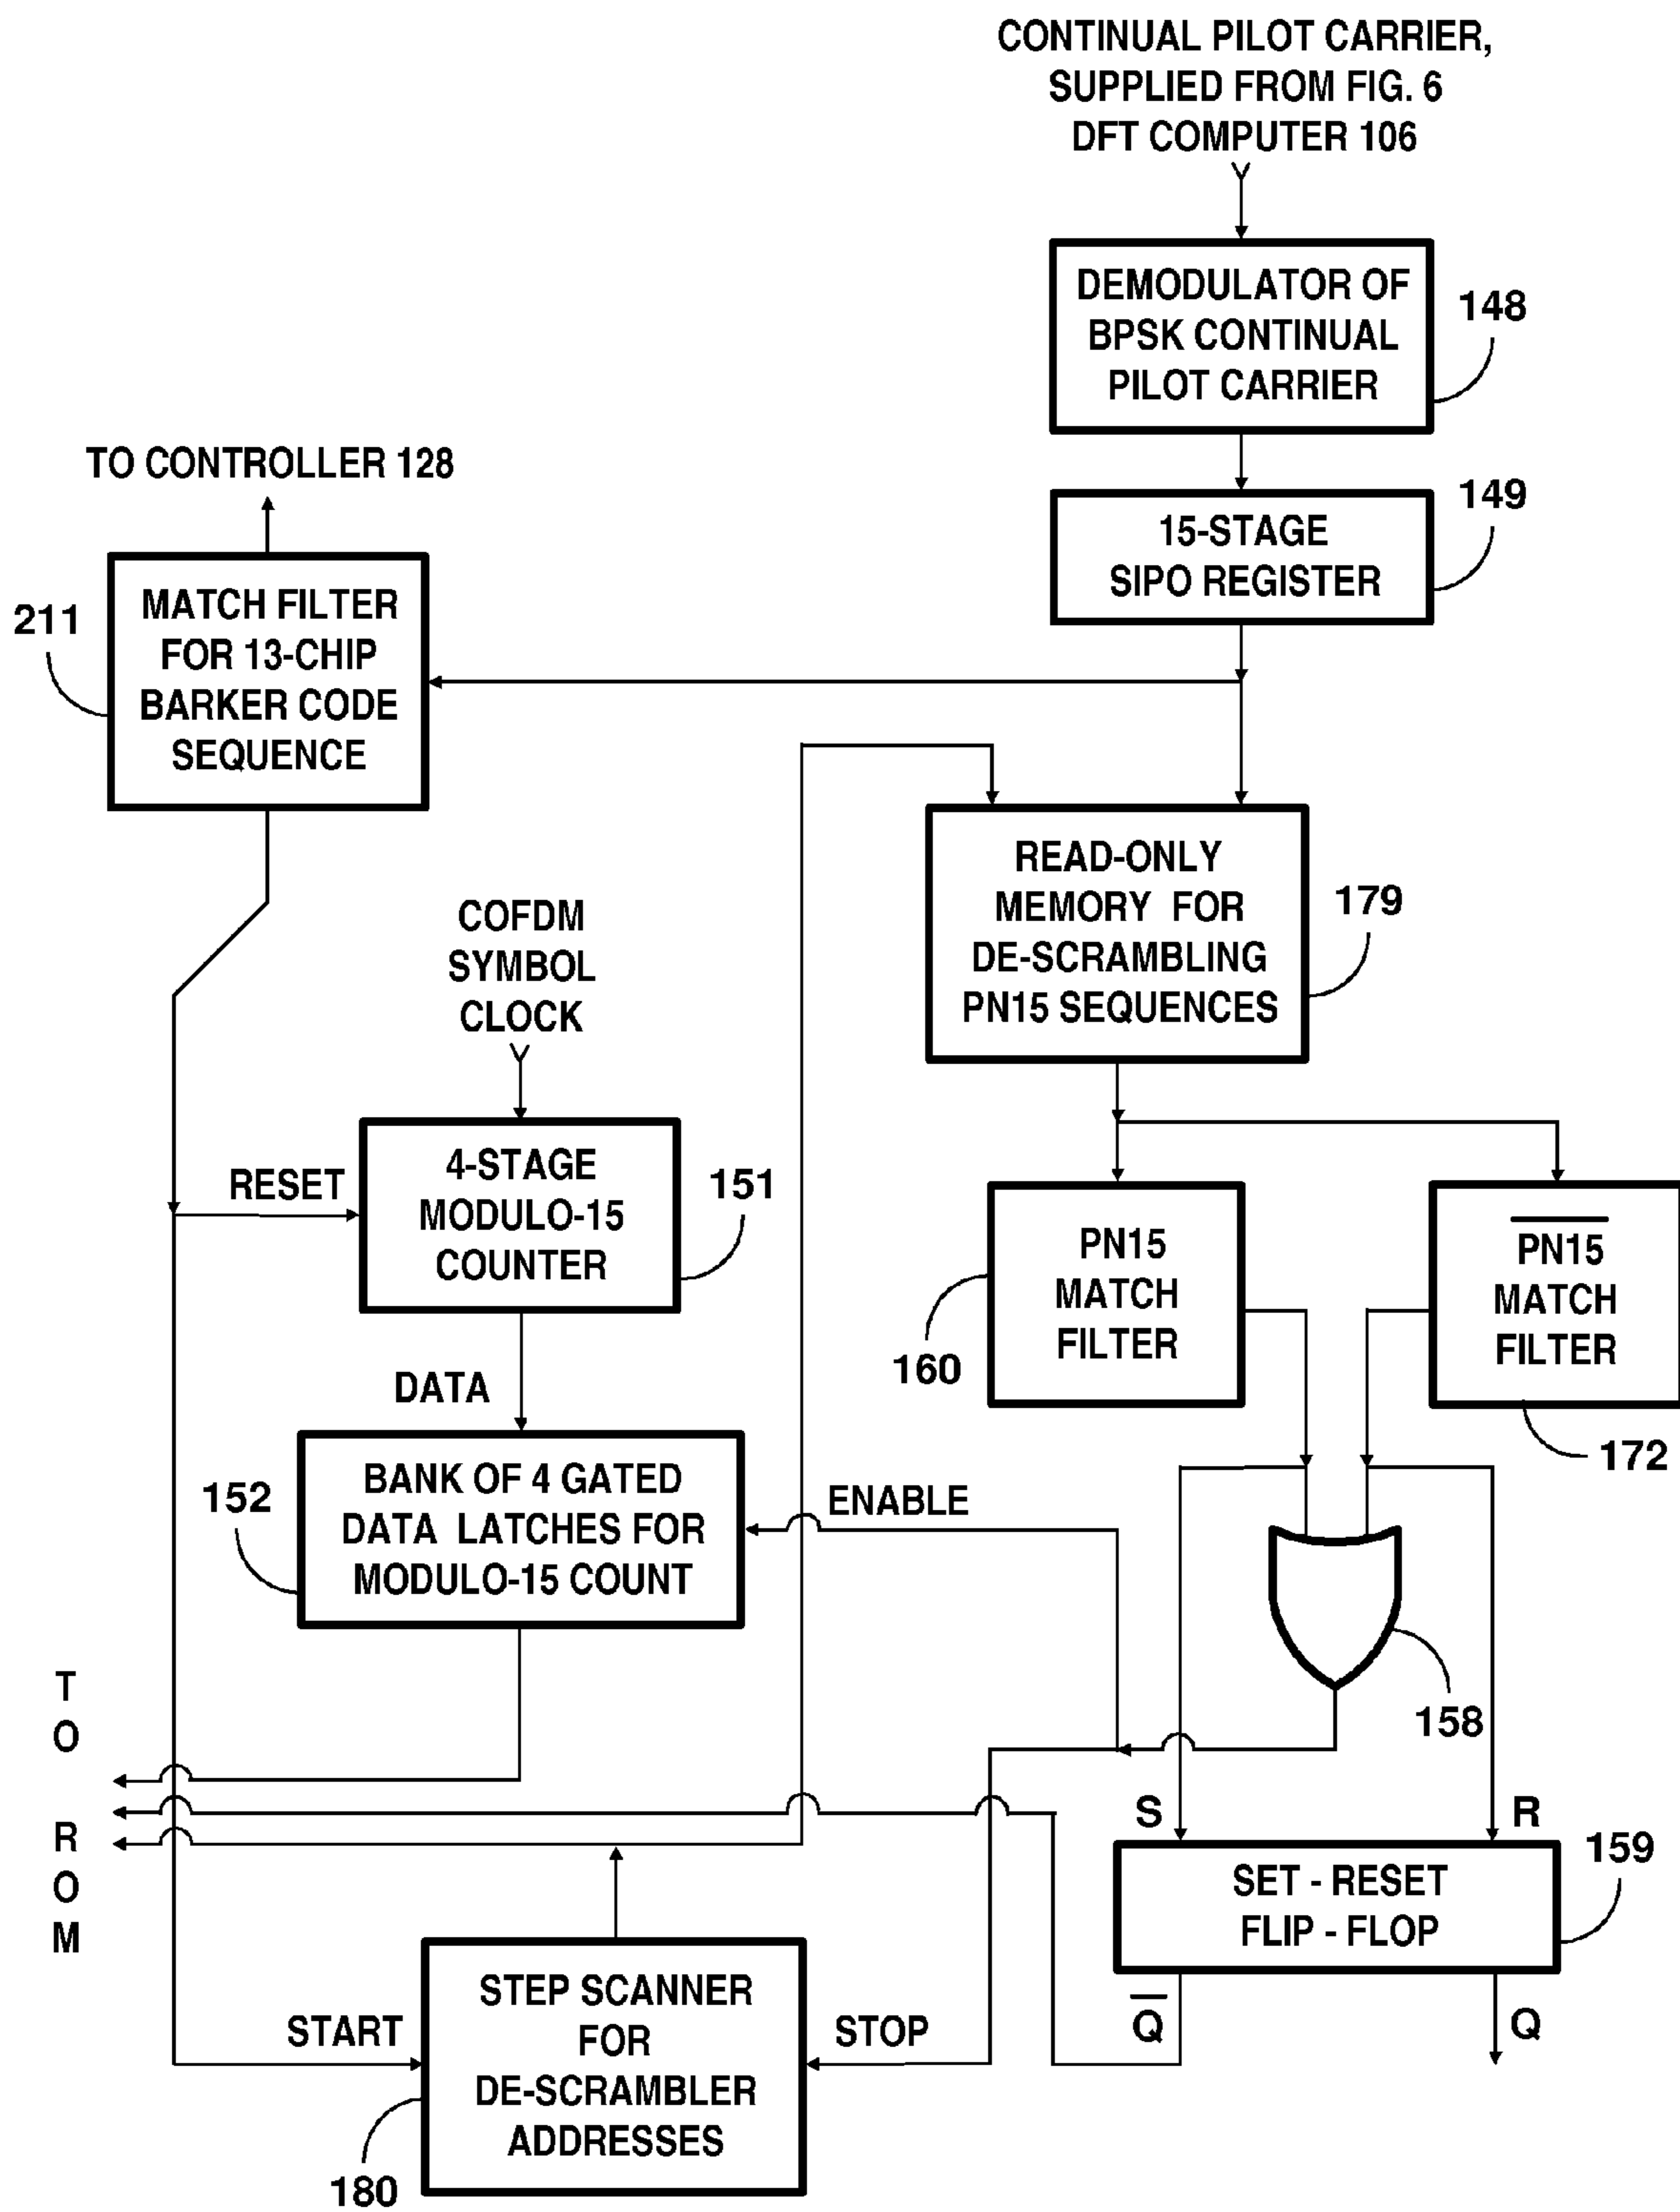 CONTINUAL PILOT CARRIER,
SUPPLIED FROM FIG. 6
DFT COMPUTER 106
DEMODULATOR OF
BPSK CONTINUAL
PILOT CARRIER
148
15-STAGE
SIPO REGISTER
149
TO CONTROLLER 128
MATCH FILTER
FOR 13-CHIP
BARKER CODE
SEQUENCE
211
READ-ONLY
MEMORY FOR
DE-SCRAMBLING
PN15 SEQUENCES
179
COFDM
SYMBOL
CLOCK
RESET
4-STAGE
MODULO-15
COUNTER
151
PN15
MATCH
FILTER
160
P̅N̅1̅5̅
MATCH
FILTER
172
DATA
BANK OF 4 GATED
DATA LATCHES FOR
MODULO-15 COUNT
152
ENABLE
158
T
O
R
O
M
S
R
SET - RESET
FLIP - FLOP
159
Q̅
Q
START
STEP SCANNER
FOR
DE-SCRAMBLER
ADDRESSES
180
STOP